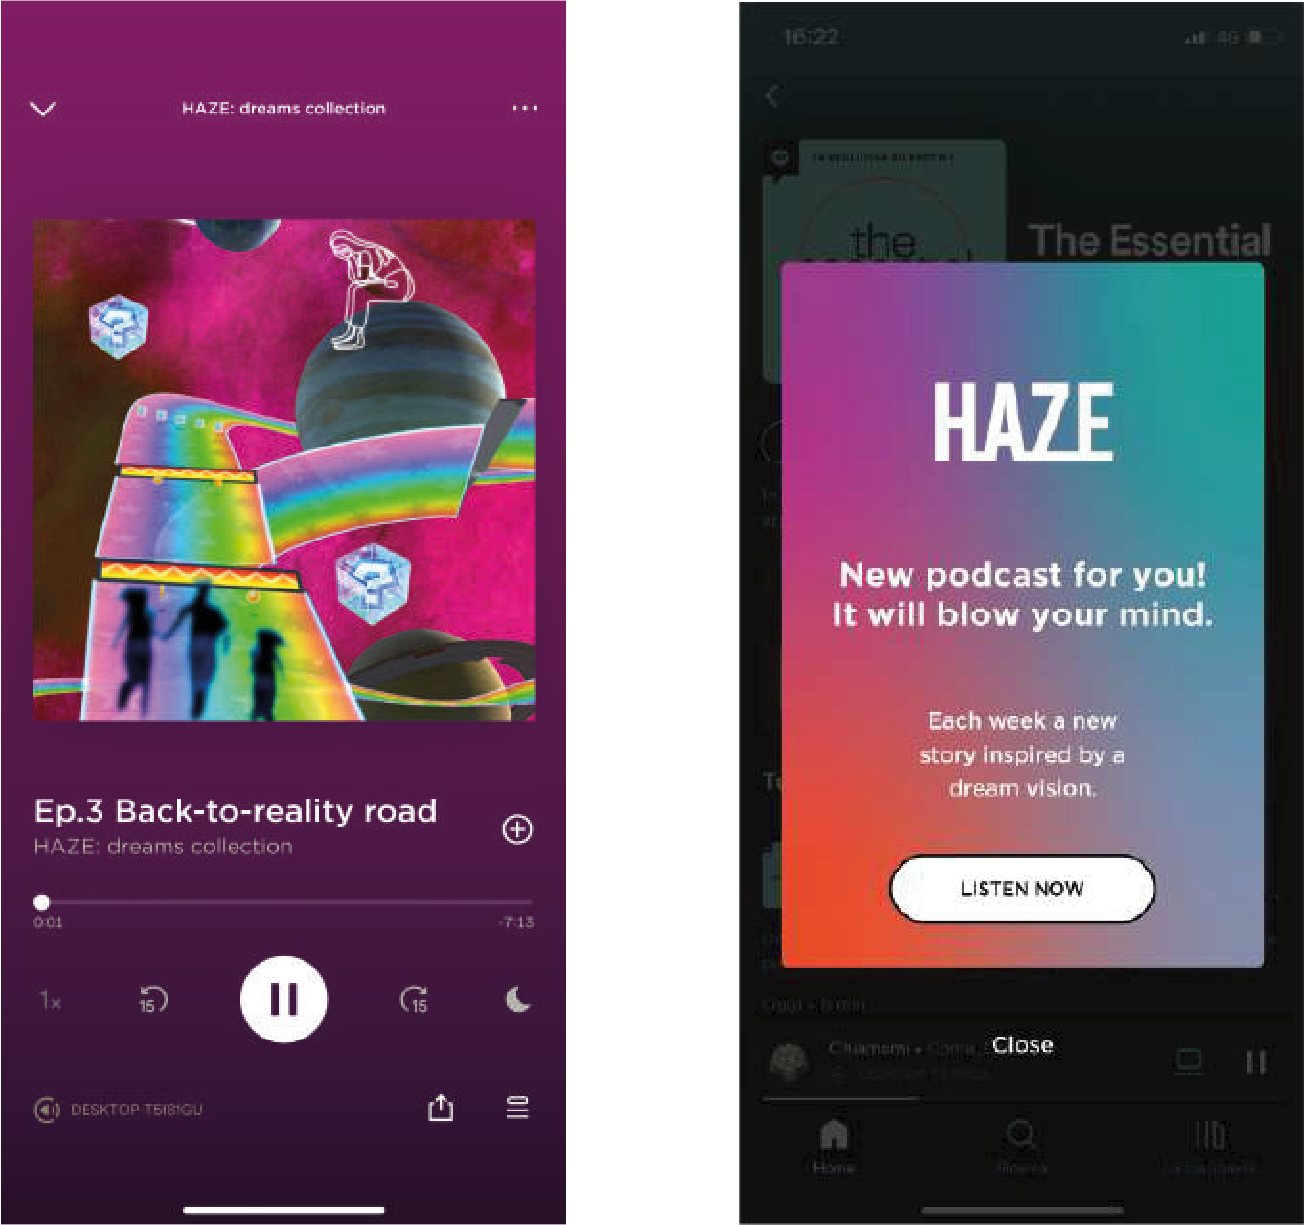 HAZE: dreams collection
Ep.3 Back-to-reality road
HAZE: dreams collection
0:01
-7:13
1x
15
15
16:22
4G
the
The Essential
HAZE
New podcast for you!
It will blow your mind.
Each week a new
story inspired by a
dream vision.
LISTEN NOW
Close
Home